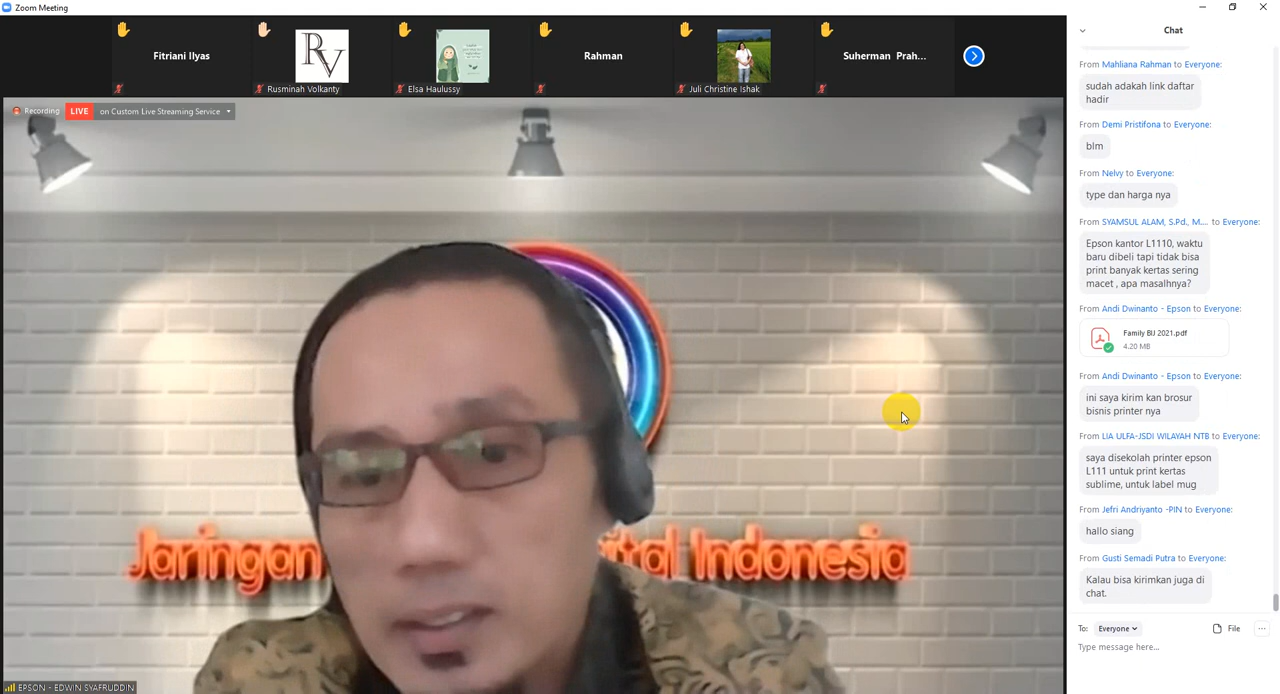 Zoom Meeting
Fitriani Ilyas
RV
Rusminah Volkanty
Elsa Haulussy
Rahman
Juli Christine Ishak
Suherman Prah...
Recording
LIVE
on Custom Live Streaming Service
Jaringan
ital Indonesia
EPSON - EDWIN SYAFRUDDIN
Chat
From Mahliana Rahman to Everyone:
sudah adakah link daftar
hadir
From Demi Pristifona to Everyone:
blm
From Nelvy to Everyone:
type dan harga nya
From SYAMSUL ALAM, S.Pd., M.... to Everyone:
Epson kantor L1110, waktu
baru dibeli tapi tidak bisa
print banyak kertas sering
macet , apa masalhnya?
From Andi Dwinanto - Epson to Everyone:
Family BIJ 2021.pdf
4.20 MB
From Andi Dwinanto - Epson to Everyone:
ini saya kirim kan brosur
bisnis printer nya
From LIA ULFA-JSDI WILAYAH NTB to Everyone:
saya disekolah printer epson
L111 untuk print kertas
sublime, untuk label mug
From Jefri Andriyanto -PIN to Everyone:
hallo siang
From Gusti Semadi Putra to Everyone:
Kalau bisa kirimkan juga di
chat.
To: Everyone
File
Type message here...